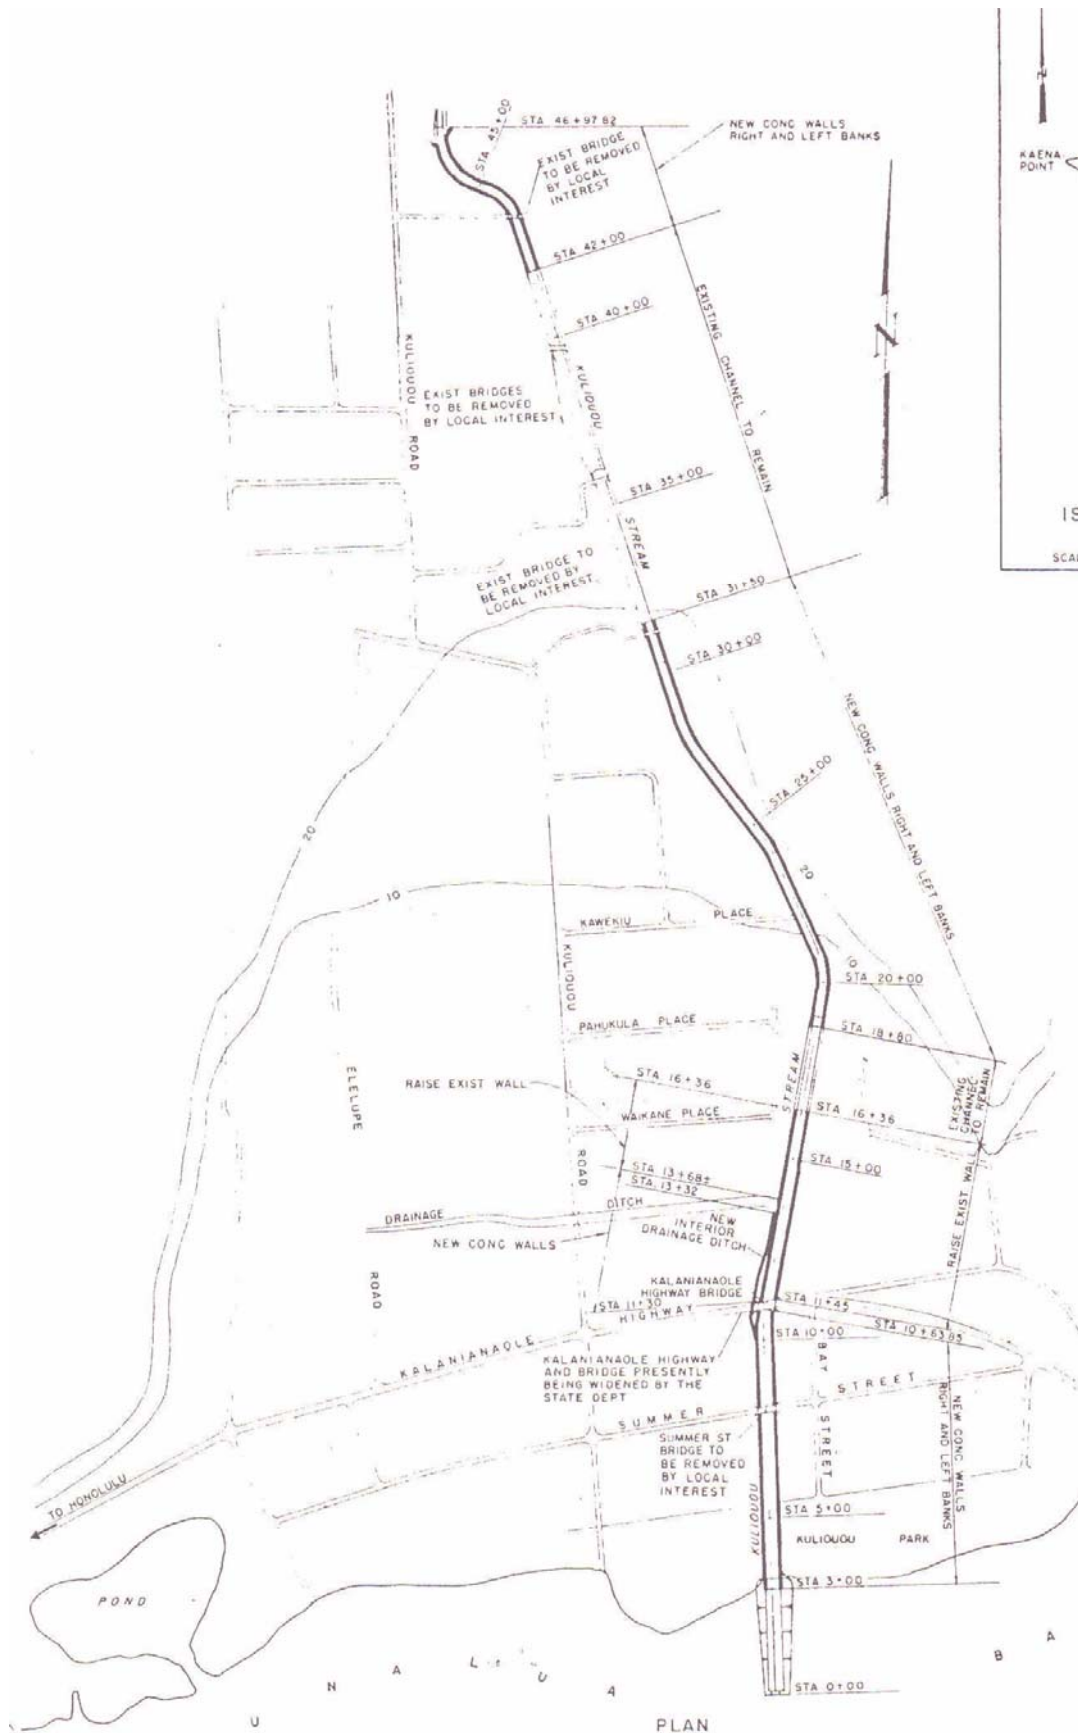 N
KAENA
POINT
STA 46+97.82
STA 45+00
NEW CONC WALLS
RIGHT AND LEFT BANKS
EXIST BRIDGE
TO BE REMOVED
BY LOCAL
INTEREST
STA 42+00
STA 40+00
EXISTING CHANNEL TO REMAIN
N
KULIOUOU
ROAD
EXIST BRIDGES
TO BE REMOVED
BY LOCAL INTEREST
KULIOUOU
STREAM
STA 35+00
IS
SCA
EXIST BRIDGE TO
BE REMOVED BY
LOCAL INTEREST
STA 31+50
STA 30+00
NEW CONC WALLS RIGHT AND LEFT BANKS
STA 25+00
20
20
10
KAWEKIU PLACE
10
STA 20+00
KULIOUOU
ROAD
PAHUKULA PLACE
STA 18+80
STREAM
ELELUPE
ROAD
RAISE EXIST WALL
STA 16+36
STA 16+36
EXISTING
CHANNEL
TO REMAIN
WAIKANE PLACE
STA 15+00
STA 13+68±
STA 13+32
RAISE EXIST WALL
DRAINAGE DITCH
NEW
INTERIOR
DRAINAGE DITCH
NEW CONC WALLS
KALANIANAOLE
HIGHWAY BRIDGE
STA 11+30
STA 11+45
KALANIANAOLE HIGHWAY
STA 10+63.85
STA 10+00
KALANIANAOLE HIGHWAY
AND BRIDGE PRESENTLY
BEING WIDENED BY THE
STATE DEPT
BAY STREET
SUMMER STREET
SUMMER ST
BRIDGE TO
BE REMOVED
BY LOCAL
INTEREST
NEW CONC WALLS
RIGHT AND LEFT BANKS
TO HONOLULU
KULIOUOU
STA 5+00
KULIOUOU PARK
STA 3+00
POND
STA 0+00
U N A L U A
B A
PLAN